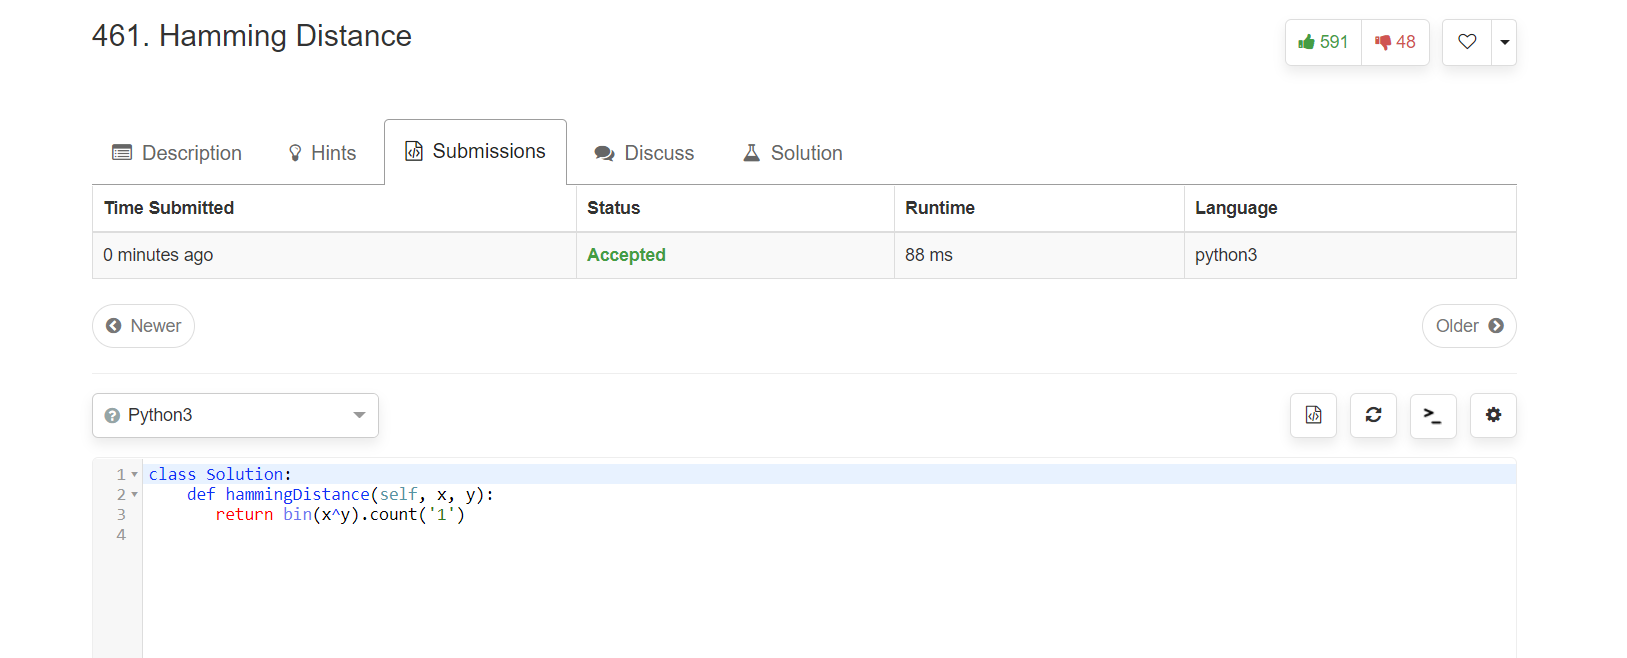 461. Hamming Distance
591 48
Description Hints Submissions Discuss Solution
Time Submitted Status Runtime Language
0 minutes ago Accepted 88 ms python3
Newer Older
Python3
>_
1 class Solution:
2     def hammingDistance(self, x, y):
3        return bin(x^y).count('1')
4